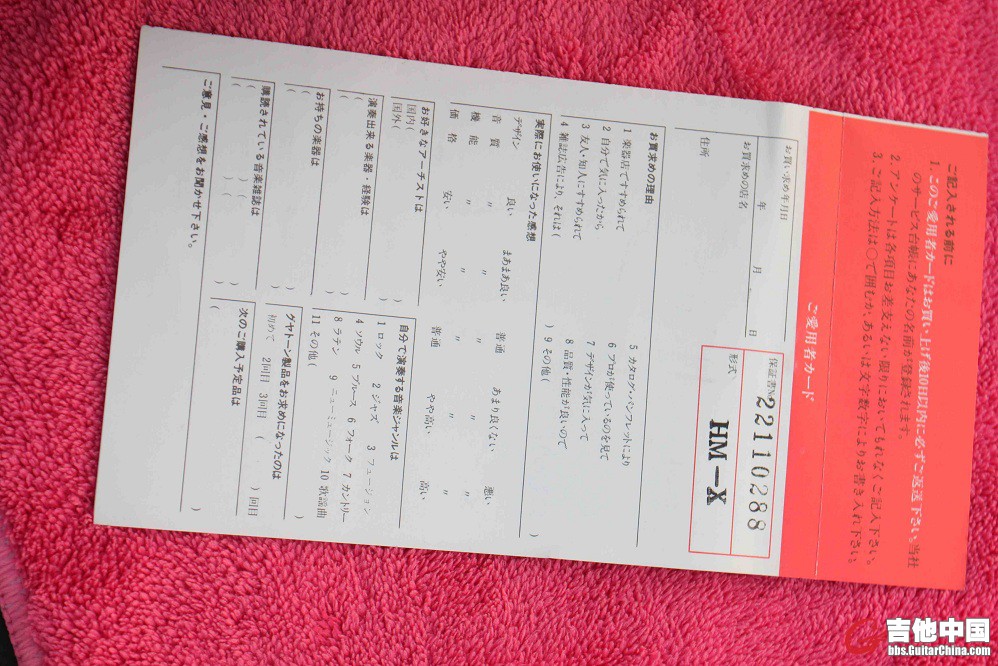 ご記入される前に
1. このご愛用者カードはお買い上げ後10日以内に必ずご返送下さい。当社
のサービス台帳にあなたの名前が登録されます。
2. アンケートは各項目お差支えない限りにおいてもれなくご記入下さい。
3. ご記入方法は○で囲むか、あるいは文字数字によりお書き入れ下さい。
ご愛用者カード
お買い求め年月日
年 月 日
お買求めの店名
住所
保証書№ 22110288
形式
HM-X
お買求めの理由
1 楽器店ですすめられて
2 自分で気に入ったから
3 友人・知人にすすめられて
4 雑誌広告により、それは( )
5 カタログ・パンフレットにより
6 プロが使っているのを見て
7 デザインが気に入って
8 品質・性能が良いので
9 その他( )
実際にお使いになった感想
デザイン 良い まあまあ良い 普通 あまり良くない 悪い
音質 〃 〃 〃 〃 〃
機能 〃 〃 〃 〃 〃
価格 安い やや安い 普通 やや高い 高い
お好きなアーチストは
国内( )
国外( )
演奏出来る楽器・経験は
( )
お持ちの楽器は
( )
購読されている音楽雑誌は
( ) ( )
( ) ( )
自分で演奏する音楽ジャンルは
1 ロック 2 ジャズ 3 フュージョン
4 ソウル 5 ブルース 6 フォーク 7 カントリー
8 ラテン 9 ニューミュージック 10 歌謡曲
11 その他( )
グヤトーン製品をお求めになったのは
初めて 2回目 3回目 ( )回目
次のご購入予定品は
( )
ご意見・ご感想をお聞かせ下さい。
吉他中国
bbs.GuitarChina.com